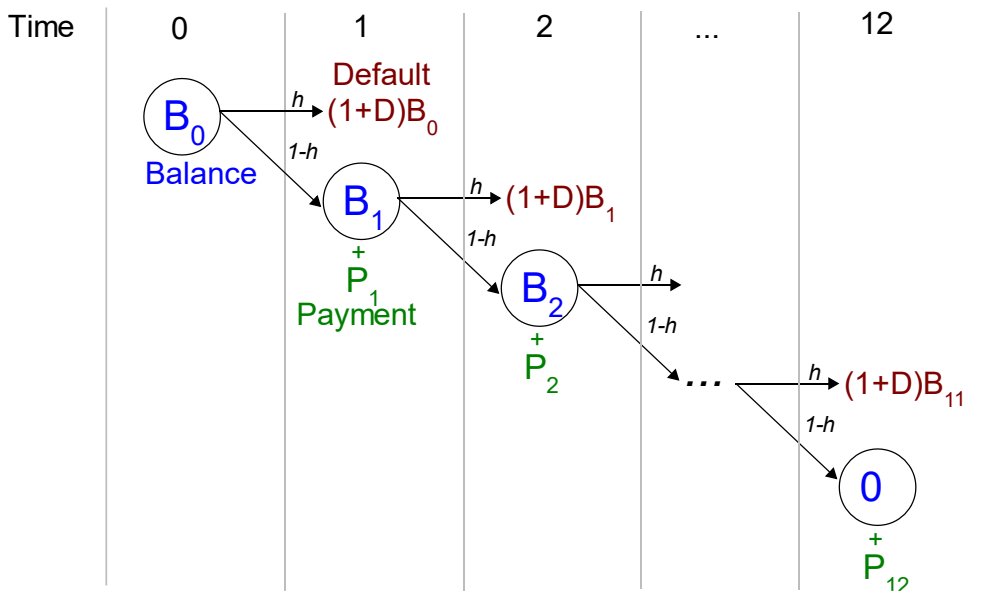 Time 0 1 2 ... 12
Default
B₀ h (1+D)B₀
1-h
Balance
B₁ h (1+D)B₁
1-h
+
P₁
Payment
B₂ h
1-h
+
P₂
... h (1+D)B₁₁
1-h
0
+
P₁₂